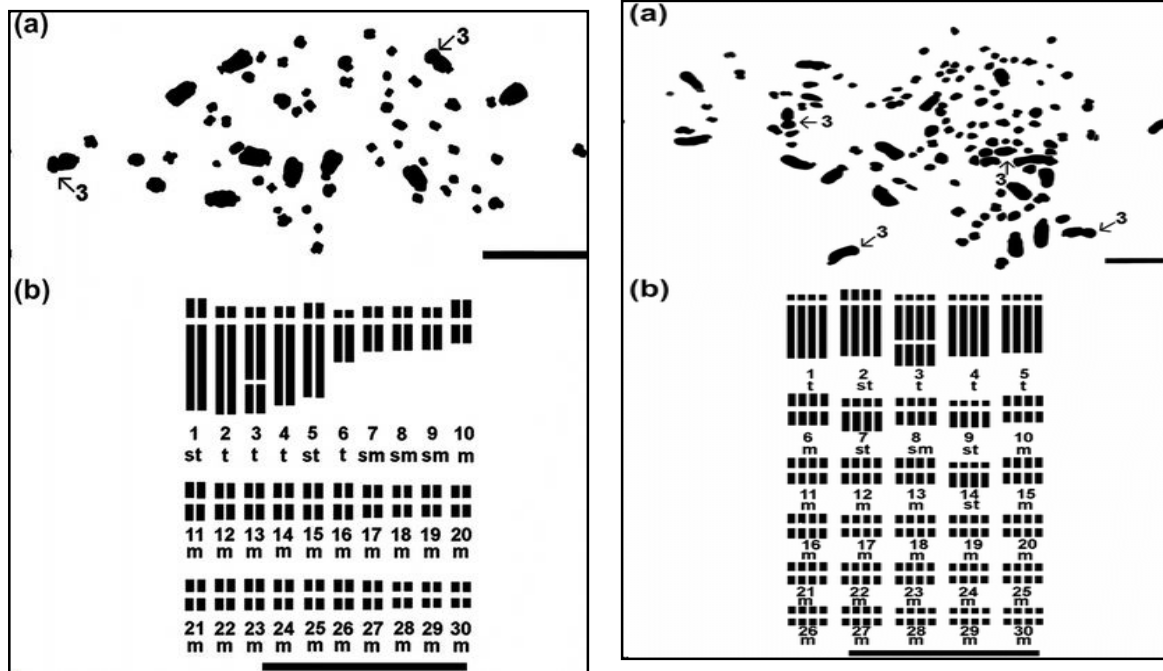 (a)
3
3
(b)
1 2 3 4 5 6 7 8 9 10
st t t t st t sm sm sm m
11 12 13 14 15 16 17 18 19 20
m m m m m m m m m m
21 22 23 24 25 26 27 28 29 30
m m m m m m m m m m
(a)
3
3
3
3
(b)
1 2 3 4 5
t st t t t
6 7 8 9 10
m st sm st m
11 12 13 14 15
m m m st m
16 17 18 19 20
m m m m m
21 22 23 24 25
m m m m m
26 27 28 29 30
m m m m m